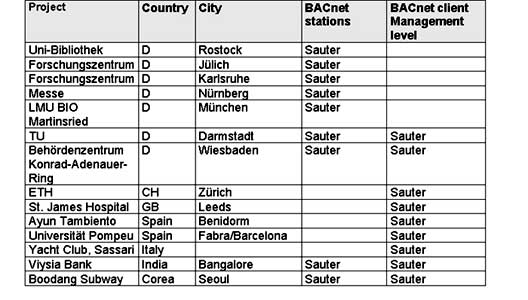 Project Country City BACnet stations BACnet client Management level
Uni-Bibliothek D Rostock Sauter
Forschungszentrum D Jülich Sauter
Forschungszentrum D Karlsruhe Sauter
Messe D Nürnberg Sauter
LMU BIO Martinsried D München Sauter
TU D Darmstadt Sauter Sauter
Behördenzentrum Konrad-Adenauer-Ring D Wiesbaden Sauter Sauter
ETH CH Zürich Sauter
St. James Hospital GB Leeds Sauter
Ayun Tambiento Spain Benidorm Sauter
Universität Pompeu Spain Fabra/Barcelona Sauter
Yacht Club, Sassari Italy Sauter
Viysia Bank India Bangalore Sauter Sauter
Boodang Subway Corea Seoul Sauter Sauter